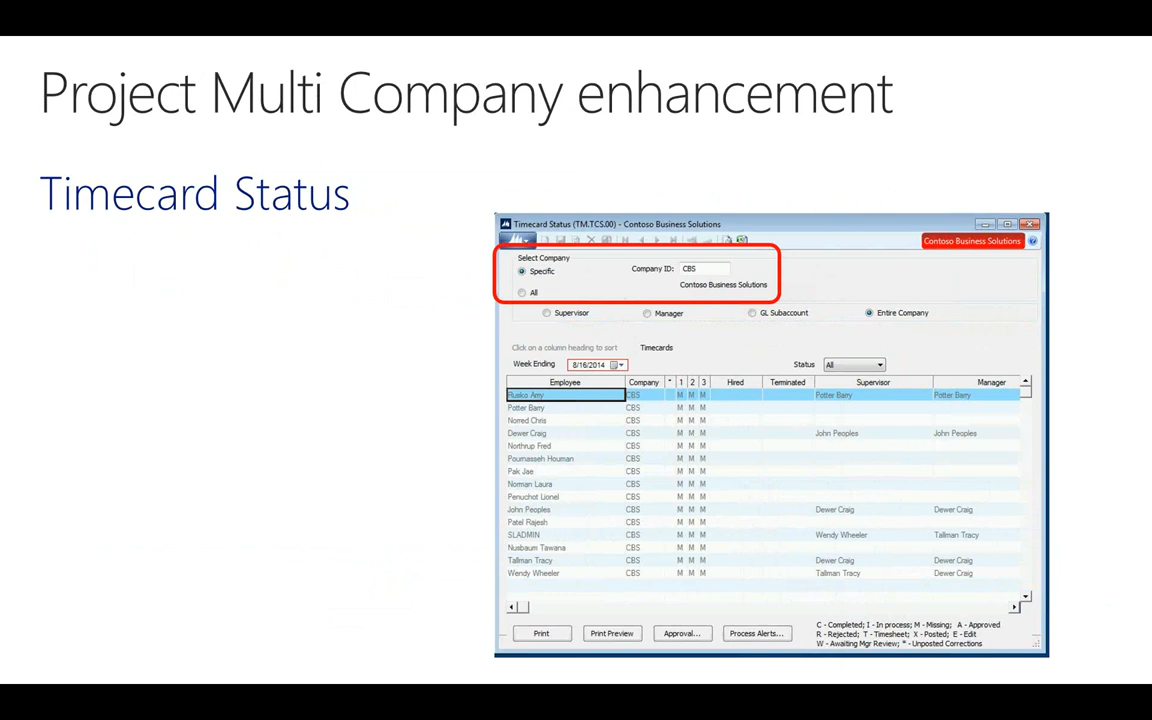 Project Multi Company enhancement
Timecard Status
Timecard Status (TM.TCS.00) - Contoso Business Solutions
Contoso Business Solutions
Select Company
Specific Company ID: CBS
Contoso Business Solutions
All
Supervisor Manager GL Subaccount Entire Company
Click on a column heading to sort Timecards
Week Ending 8/16/2014 Status All
Employee Company * 1 2 3 Hired Terminated Supervisor Manager
Rusko Amy CBS M M M Potter Barry Potter Barry
Potter Barry CBS M M M
Norred Chris CBS M M M
Dewer Craig CBS M M M John Peoples John Peoples
Northrup Fred CBS M M M
Pournasseh Houman CBS M M M
Pak Jae CBS M M M
Norman Laura CBS M M M
Penuchot Lionel CBS M M M
John Peoples CBS M M M Dewer Craig Dewer Craig
Patel Rajesh CBS M M M
SLADMIN CBS M M M Wendy Wheeler Tallman Tracy
Nusbaum Tawana CBS M M M
Tallman Tracy CBS M M M Dewer Craig Dewer Craig
Wendy Wheeler CBS M M M Tallman Tracy Dewer Craig
Print Print Preview Approval... Process Alerts...
C - Completed; I - In process; M - Missing; A - Approved
R - Rejected; T - Timesheet; X - Posted; E - Edit
W - Awaiting Mgr Review; * - Unposted Corrections